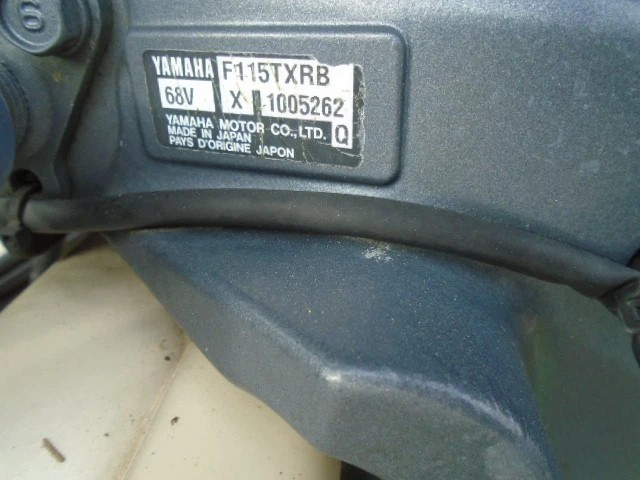 YAMAHA F115TXRB
68V X 1005262
YAMAHA MOTOR CO.,LTD.
MADE IN JAPAN
PAYS D'ORIGINE JAPON Q